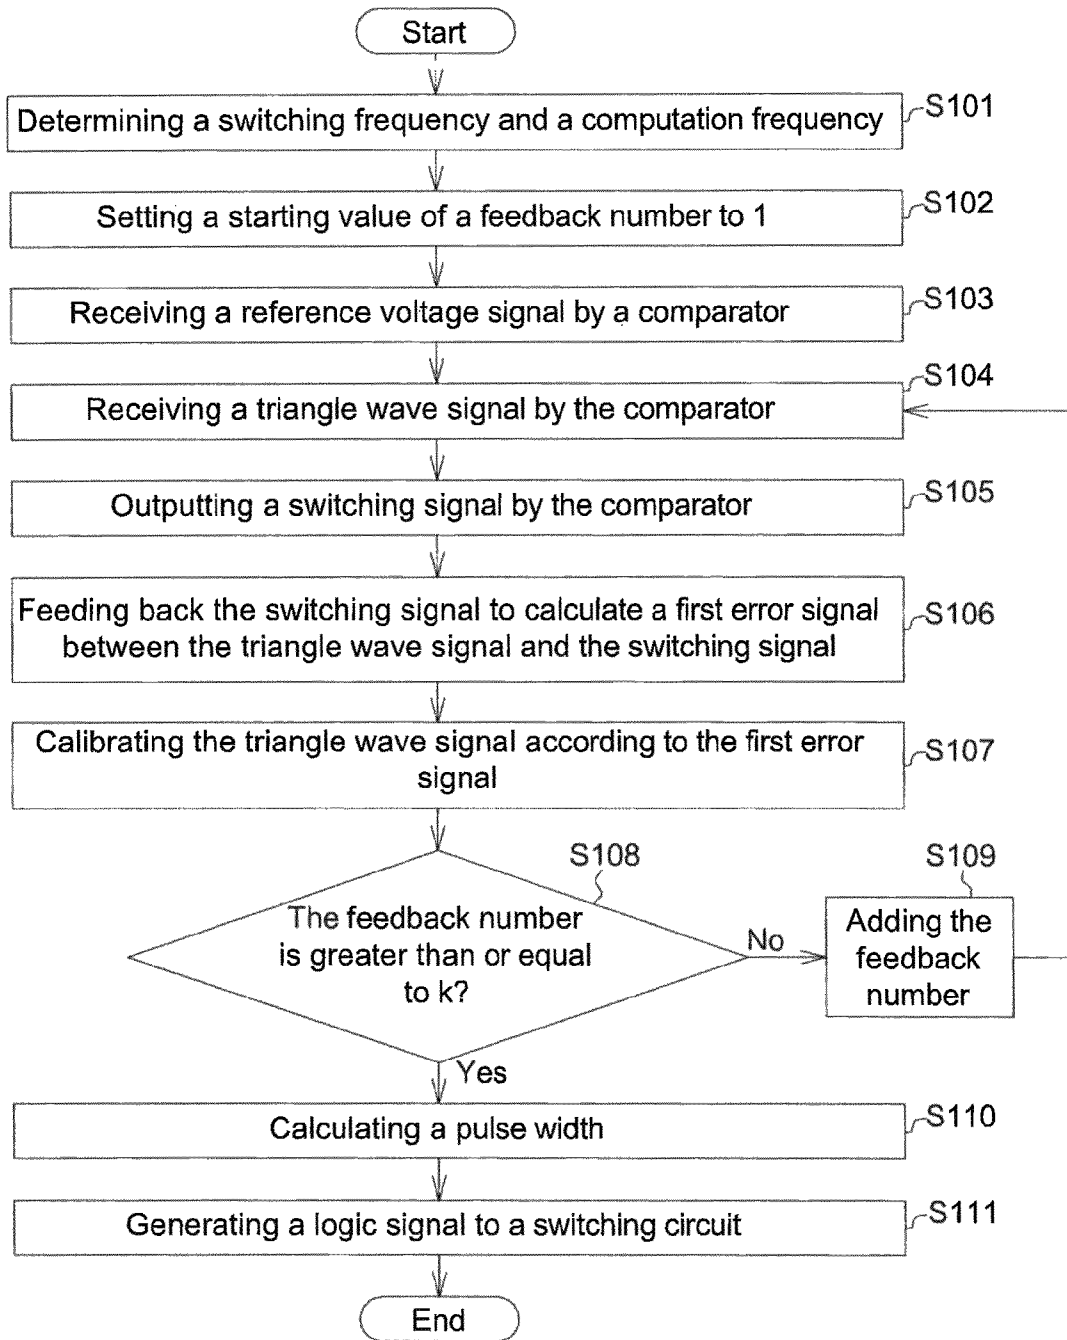 Start
Determining a switching frequency and a computation frequency
S101
Setting a starting value of a feedback number to 1
S102
Receiving a reference voltage signal by a comparator
S103
Receiving a triangle wave signal by the comparator
S104
Outputting a switching signal by the comparator
S105
Feeding back the switching signal to calculate a first error signal
between the triangle wave signal and the switching signal
S106
Calibrating the triangle wave signal according to the first error
signal
S107
The feedback number
is greater than or equal
to k?
S108
No
S109
Adding the
feedback
number
Yes
Calculating a pulse width
S110
Generating a logic signal to a switching circuit
S111
End